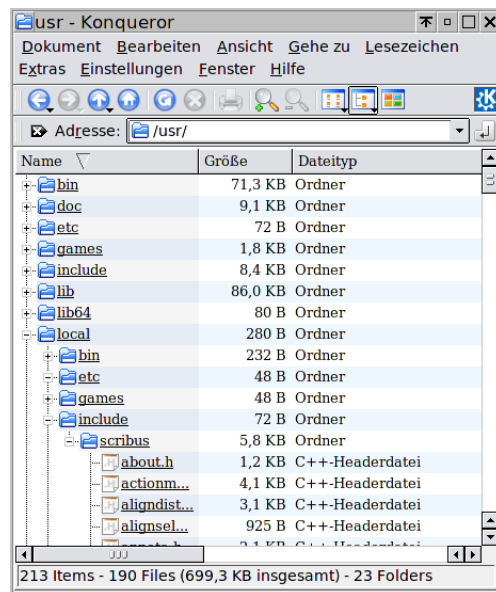 usr - Konqueror
Dokument Bearbeiten Ansicht Gehe zu Lesezeichen
Extras Einstellungen Fenster Hilfe
Adresse: /usr/
Name Größe Dateityp
bin 71,3 KB Ordner
doc 9,1 KB Ordner
etc 72 B Ordner
games 1,8 KB Ordner
include 8,4 KB Ordner
lib 86,0 KB Ordner
lib64 80 B Ordner
local 280 B Ordner
bin 232 B Ordner
etc 48 B Ordner
games 48 B Ordner
include 72 B Ordner
scribus 5,8 KB Ordner
about.h 1,2 KB C++-Headerdatei
actionm... 4,1 KB C++-Headerdatei
aligndist... 3,1 KB C++-Headerdatei
alignsel... 925 B C++-Headerdatei
213 Items - 190 Files (699,3 KB insgesamt) - 23 Folders